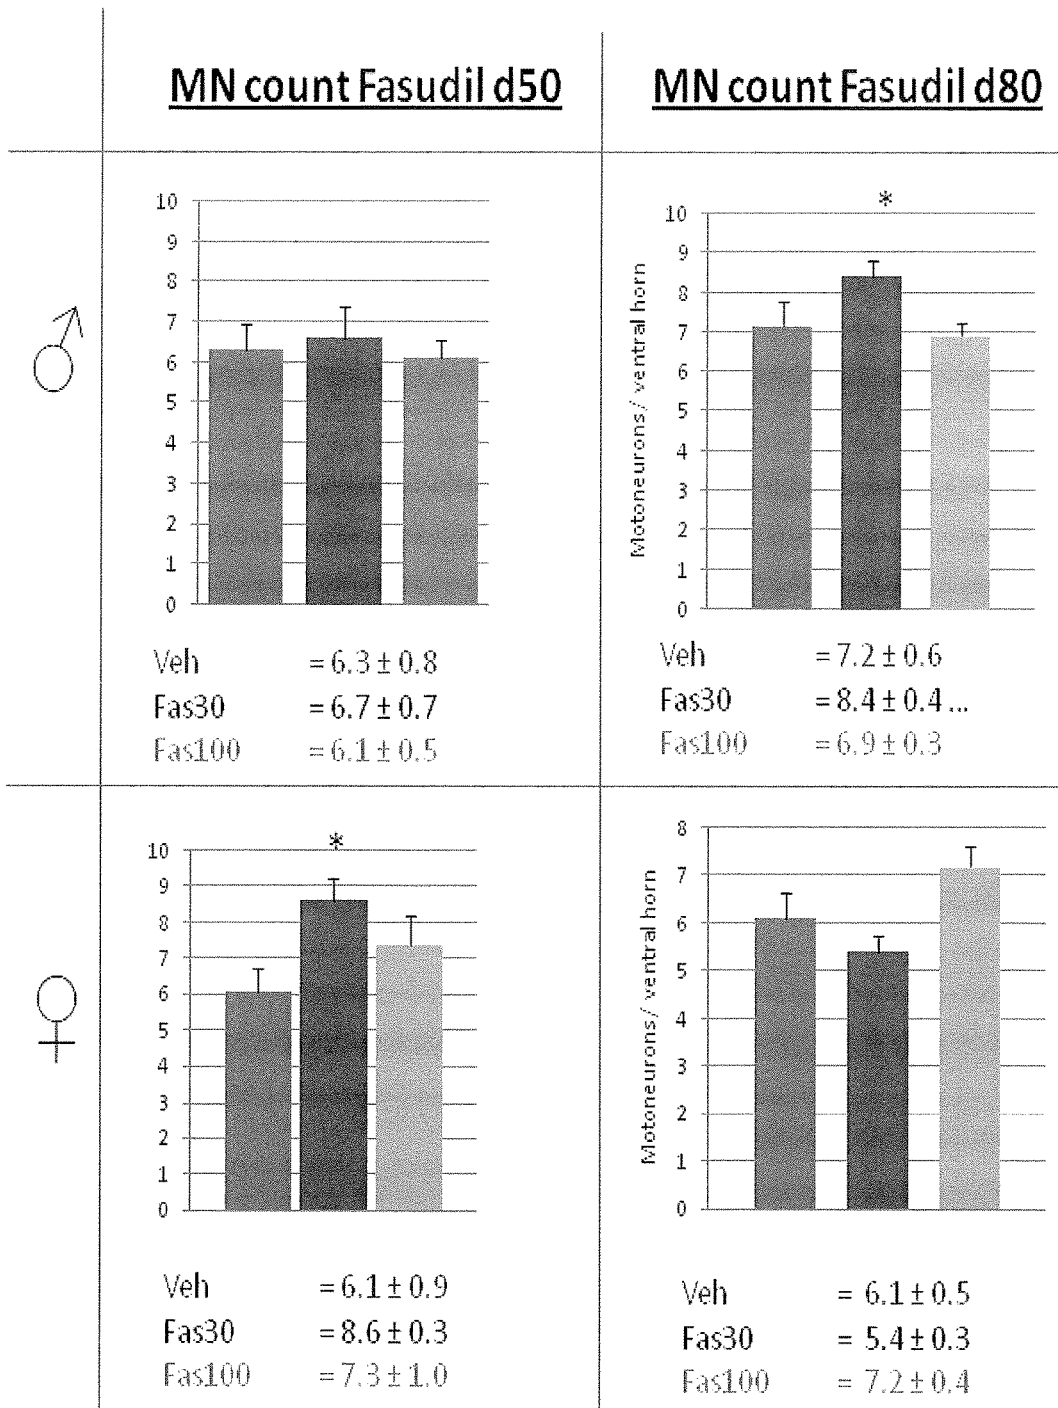 MN count Fasudil d50
MN count Fasudil d80
*
10
9
8
7
6
5
4
3
2
1
0
Veh = 6.3 ± 0.8
Fas30 = 6.7 ± 0.7
Fas100 = 6.1 ± 0.5
*
Motoneurons / ventral horn
10
9
8
7
6
5
4
3
2
1
0
Veh = 7.2 ± 0.6
Fas30 = 8.4 ± 0.4 ...
Fas100 = 6.9 ± 0.3
*
10
9
8
7
6
5
4
3
2
1
0
Veh = 6.1 ± 0.9
Fas30 = 8.6 ± 0.3
Fas100 = 7.3 ± 1.0
Motoneurons / ventral horn
8
7
6
5
4
3
2
1
0
Veh = 6.1 ± 0.5
Fas30 = 5.4 ± 0.3
Fas100 = 7.2 ± 0.4